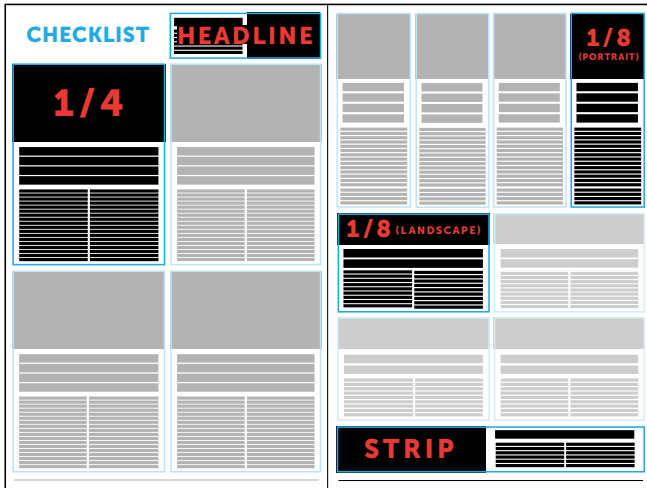 CHECKLIST
HEADLINE
1/4
1/8
(PORTRAIT)
1/8 (LANDSCAPE)
STRIP